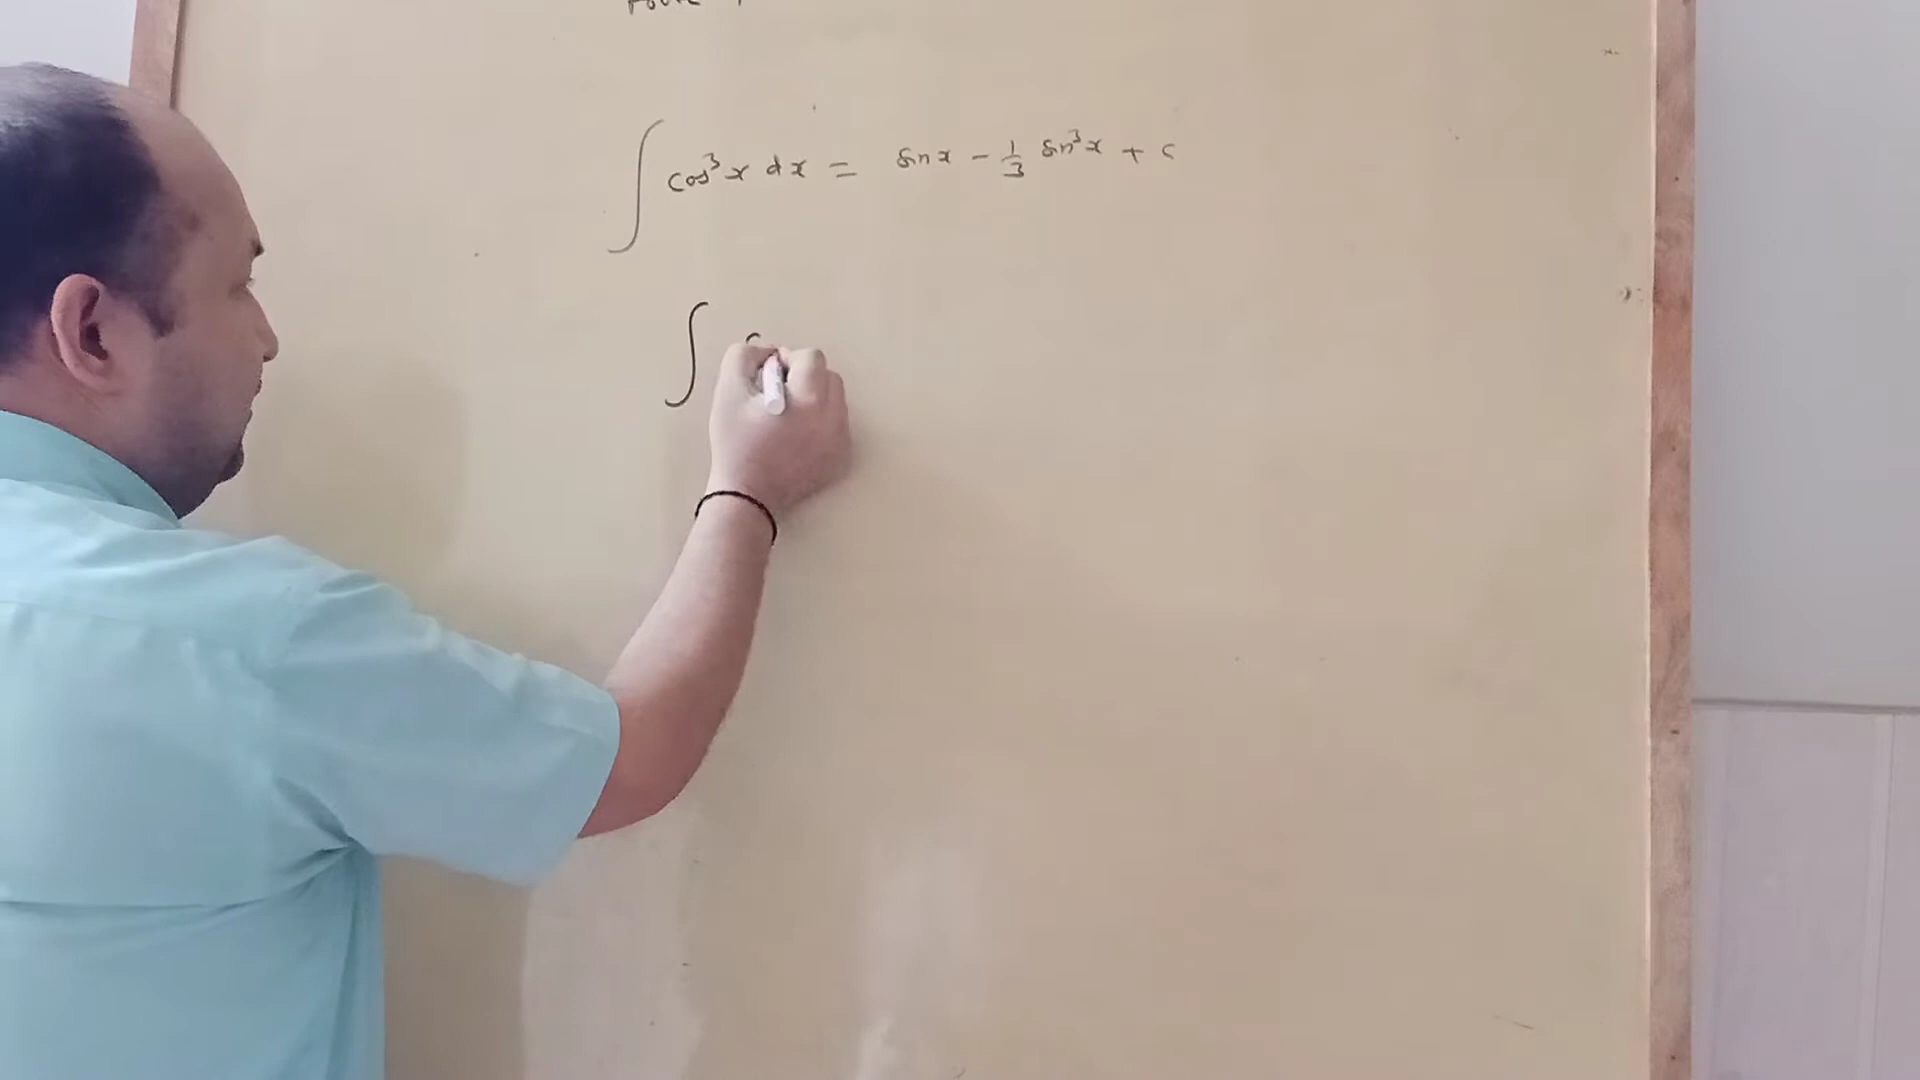 ∫ cos³x dx = sin x - 1/3 sin³x + c
∫